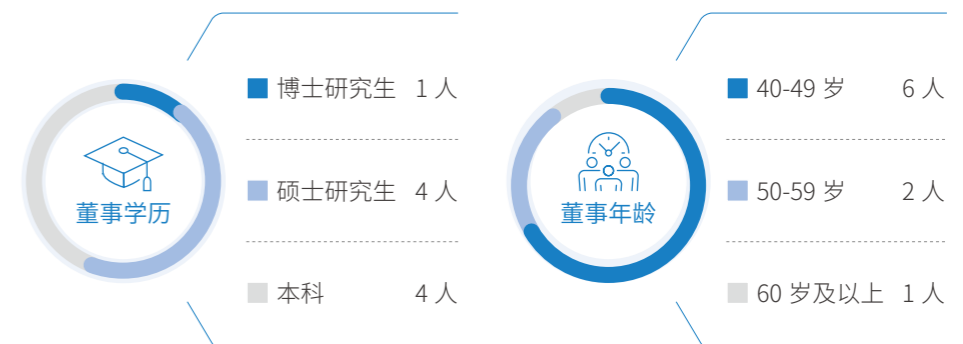 董事学历
博士研究生 1 人
硕士研究生 4 人
本科 4 人
董事年龄
40-49 岁 6 人
50-59 岁 2 人
60 岁及以上 1 人